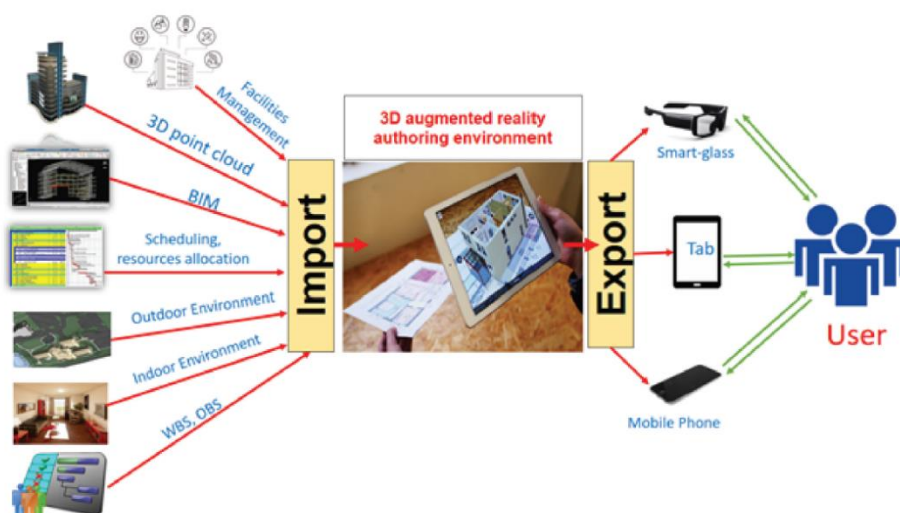 Facilities
Management
3D point cloud
BIM
Scheduling,
resources allocation
Outdoor Environment
Indoor Environment
WBS, OBS
Import
3D augmented reality
authoring environment
Export
Smart-glass
Tab
Mobile Phone
User